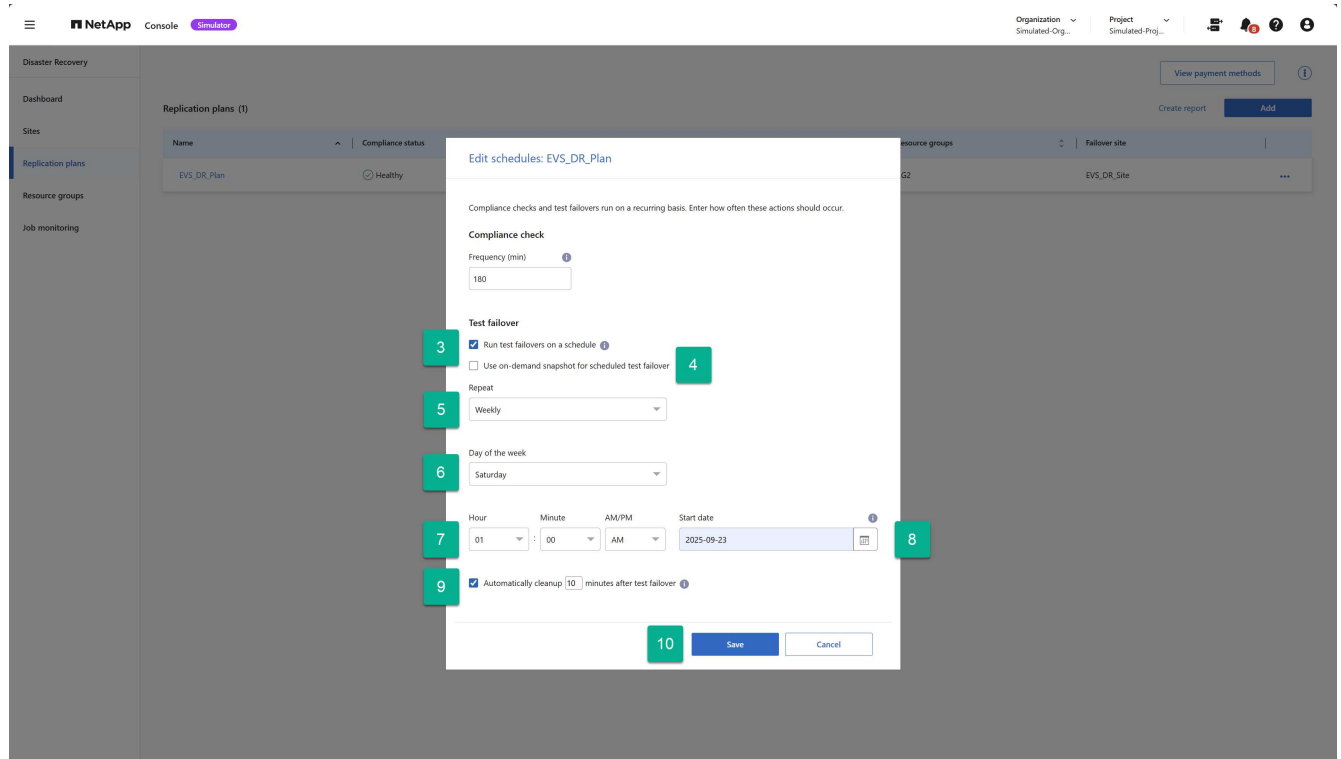 NetApp Console Simulator
Organization
Simulated-Org...
Project
Simulated-Proj...
8
Disaster Recovery
Dashboard
Sites
Replication plans
Resource groups
Job monitoring
View payment methods
Replication plans (1)
Create report
Add
Name
Compliance status
esource groups
Failover site
EVS_DR_Plan
Healthy
G2
EVS_DR_Site
Edit schedules: EVS_DR_Plan
Compliance checks and test failovers run on a recurring basis. Enter how often these actions should occur.
Compliance check
Frequency (min)
180
Test failover
3
Run test failovers on a schedule
Use on-demand snapshot for scheduled test failover
4
Repeat
5
Weekly
Day of the week
6
Saturday
Hour Minute AM/PM Start date
7
01 : 00 AM 2025-09-23
8
9
Automatically cleanup 10 minutes after test failover
10
Save
Cancel